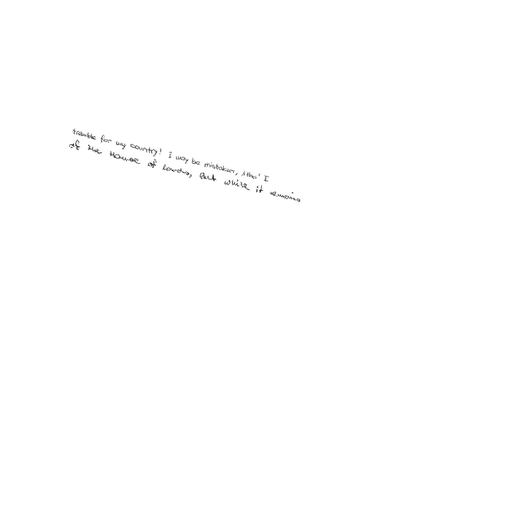 tremble for my country! I may be mistaken, tho' I
of the House of Lords, but while it remains